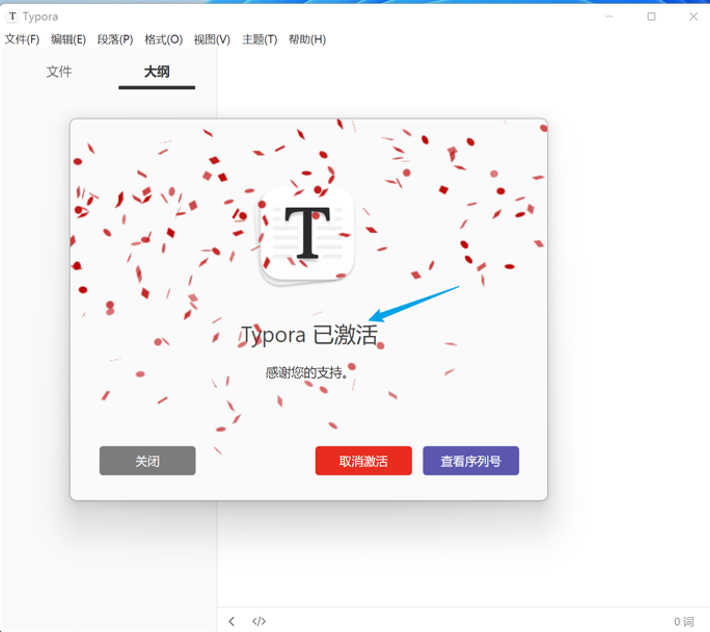 T Typora
文件(F) 编辑(E) 段落(P) 格式(O) 视图(V) 主题(T) 帮助(H)
文件 大纲
T
Typora 已激活
感谢您的支持。
关闭 取消激活 查看序列号
0 词